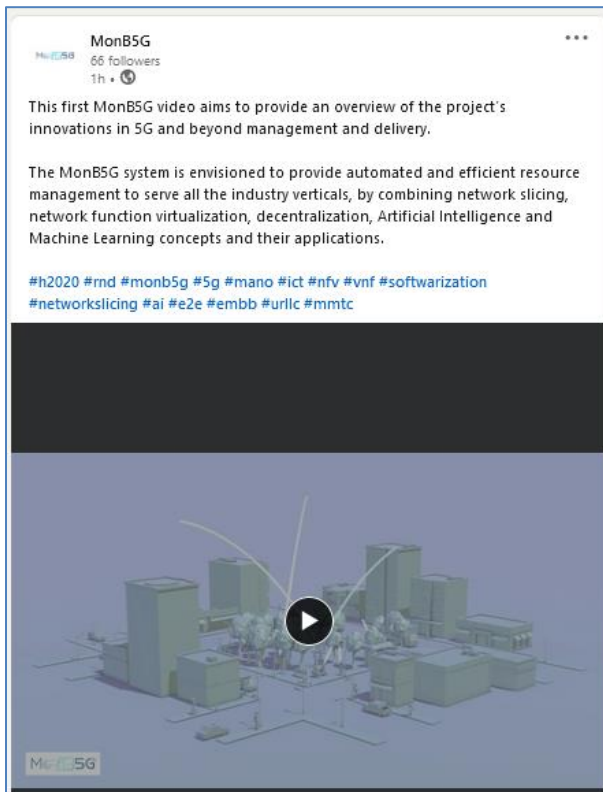 MonB5G
MonB5G
66 followers
1h •
•••
This first MonB5G video aims to provide an overview of the project's
innovations in 5G and beyond management and delivery.
The MonB5G system is envisioned to provide automated and efficient resource
management to serve all the industry verticals, by combining network slicing,
network function virtualization, decentralization, Artificial Intelligence and
Machine Learning concepts and their applications.
#h2020 #rnd #monb5g #5g #mano #ict #nfv #vnf #softwarization
#networkslicing #ai #e2e #embb #urllc #mmtc
MonB5G